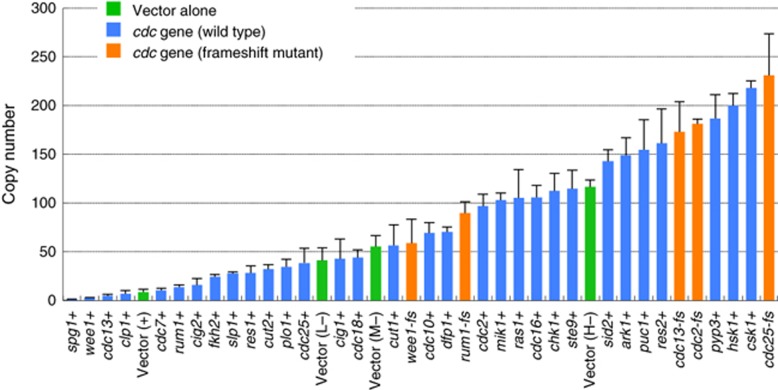 300
250
200
150
100
50
0
Copy number
Vector alone
cdc gene (wild type)
cdc gene (frameshift mutant)
spg1+
wee1+
cdc13+
clp1+
Vector (+)
cdc7+
rum1+
cig2+
fkh2+
slp1+
res1+
cut2+
plo1+
cdc25+
Vector (L–)
cig1+
cdc18+
Vector (M–)
cut1+
wee1-fs
cdc10+
dfp1+
rum1-fs
cdc2+
mik1+
ras1+
cdc16+
chk1+
ste9+
Vector (H–)
sid2+
ark1+
puc1+
res2+
cdc13-fs
cdc2-fs
pyp3+
hsk1+
csk1+
cdc25-fs